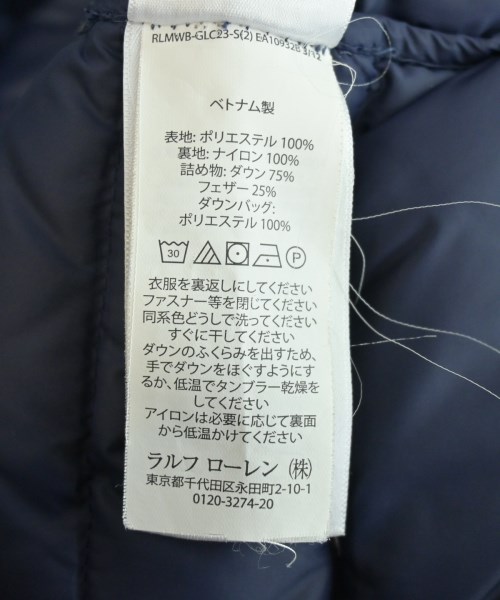 RLMWB-GLC23-S(2) EA10932E 3/12
ベトナム製
表地: ポリエステル 100%
裏地: ナイロン 100%
詰め物: ダウン 75%
フェザー 25%
ダウンバッグ:
ポリエステル 100%
30 P
衣服を裏返しにしてください
ファスナー等を閉じてください
同系色どうしで洗ってください
すぐに干してください
ダウンのふくらみを出すため、
手でダウンをほぐすようにす
るか、低温でタンブラー乾燥を
してください
アイロンは必要に応じて裏面
から低温かけてください
ラルフ ローレン (株)
東京都千代田区永田町2-10-1
0120-3274-20